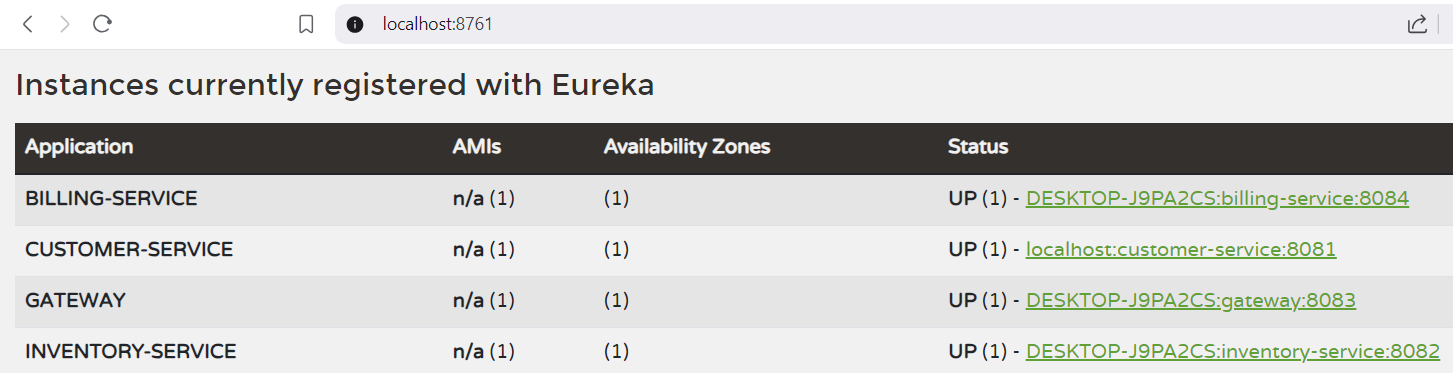 localhost:8761
Instances currently registered with Eureka
Application AMIs Availability Zones Status
BILLING-SERVICE n/a (1) (1) UP (1) - DESKTOP-J9PA2CS:billing-service:8084
CUSTOMER-SERVICE n/a (1) (1) UP (1) - localhost:customer-service:8081
GATEWAY n/a (1) (1) UP (1) - DESKTOP-J9PA2CS:gateway:8083
INVENTORY-SERVICE n/a (1) (1) UP (1) - DESKTOP-J9PA2CS:inventory-service:8082